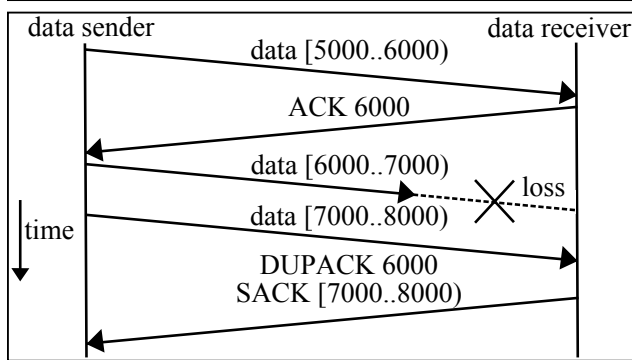 data sender
data receiver
data [5000..6000)
ACK 6000
data [6000..7000)
loss
data [7000..8000)
time
DUPACK 6000
SACK [7000..8000)